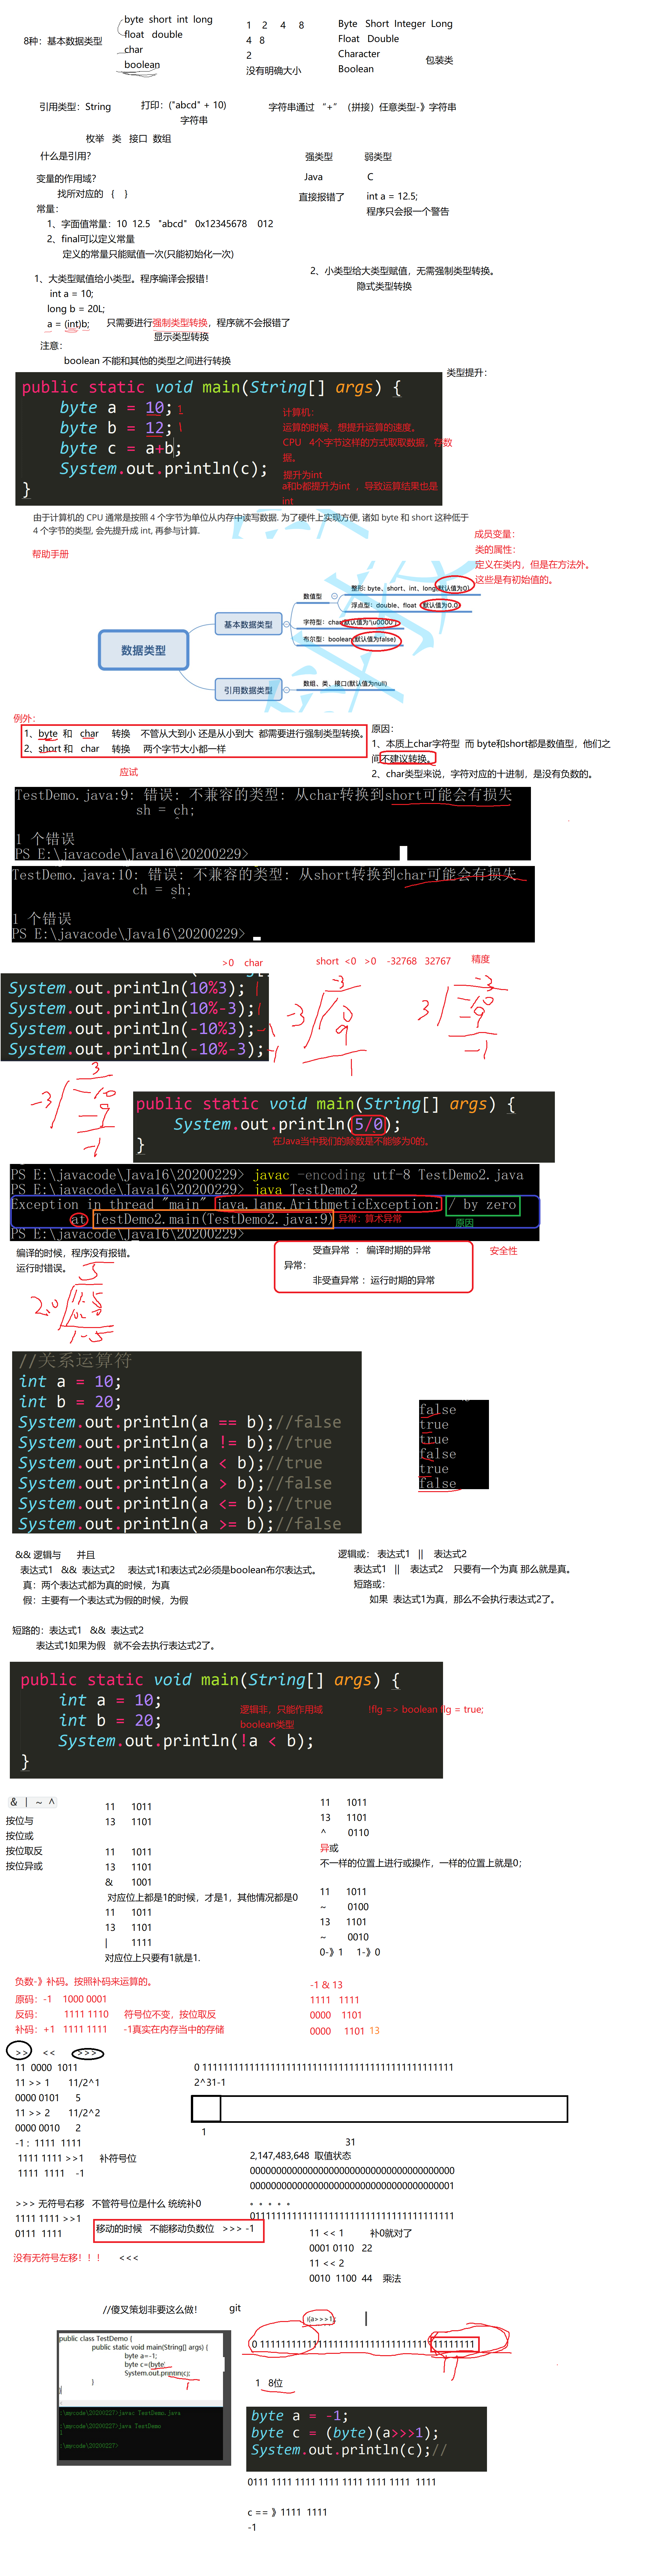 8种：基本数据类型
byte short int long
float double
char
boolean
1 2 4 8
4 8
2
没有明确大小
Byte Short Integer Long
Float Double
Character
Boolean
包装类
引用类型：String
打印：("abcd" + 10)
字符串
字符串通过 “+”（拼接）任意类型-》字符串
枚举 类 接口 数组
什么是引用？
强类型 弱类型
Java C
直接报错了 int a = 12.5;
程序只会报一个警告
变量的作用域？
找所对应的 { }
常量：
1、字面值常量：10 12.5 "abcd" 0x12345678 012
2、final可以定义常量
定义的常量只能赋值一次(只能初始化一次)
1、大类型赋值给小类型。程序编译会报错！
int a = 10;
long b = 20L;
a = (int)b; 只需要进行强制类型转换，程序就不会报错了
显示类型转换
2、小类型给大类型赋值，无需强制类型转换。
隐式类型转换
注意：
boolean 不能和其他的类型之间进行转换
类型提升：
public static void main(String[] args) {
byte a = 10;
byte b = 12;
byte c = a+b;
System.out.println(c);
}
计算机：
运算的时候，想提升运算的速度。
CPU 4个字节这样的方式取取数据，存数
据。
提升为int
a和b都提升为int ，导致运算结果也是
int
由于计算机的 CPU 通常是按照 4 个字节为单位从内存中读写数据. 为了硬件上实现方便, 诸如 byte 和 short 这种低于
4 个字节的类型, 会先提升成 int, 再参与计算.
帮助手册
成员变量：
类的属性：
定义在类内，但是在方法外。
这些是有初始值的。
数据类型
基本数据类型
数值型
整形: byte、short、int、long(默认值为0)
浮点型：double、float (默认值为0.0)
字符型：char(默认值为'\u0000')
布尔型：boolean(默认值为false)
引用数据类型
数组、类、接口(默认值为null)
例外：
1、byte 和 char 转换 不管从大到小 还是从小到大 都需要进行强制类型转换。
2、short 和 char 转换 两个字节大小都一样
应试
原因：
1、本质上char字符型 而 byte和short都是数值型，他们之
间不建议转换。
2、char类型来说，字符对应的十进制，是没有负数的。
TestDemo.java:9: 错误: 不兼容的类型: 从char转换到short可能会有损失
sh = ch;
^
1 个错误
PS E:\javacode\Java16\20200229>
TestDemo.java:10: 错误: 不兼容的类型: 从short转换到char可能会有损失
ch = sh;
^
1 个错误
PS E:\javacode\Java16\20200229>
>0 char
short <0 >0 -32768 32767 精度
System.out.println(10%3); 1
System.out.println(10%-3); 1
System.out.println(-10%3); -1
System.out.println(-10%-3); -1
-3
-3 10
9
1
-3
3 -10
-9
-1
3
-3 -10
-9
-1
public static void main(String[] args) {
System.out.println(5/0);
}
在Java当中我们的除数是不能够为0的。
PS E:\javacode\Java16\20200229> javac -encoding utf-8 TestDemo2.java
PS E:\javacode\Java16\20200229> java TestDemo2
Exception in thread "main" java.lang.ArithmeticException: / by zero
at TestDemo2.main(TestDemo2.java:9) 异常：算术异常 原因
PS E:\javacode\Java16\20200229>
编译的时候，程序没有报错。
运行时错误。
受查异常 ： 编译时期的异常
异常：
非受查异常 ：运行时期的异常
安全性
5
2.0 11.5
10.0
1.5
//关系运算符
int a = 10;
int b = 20;
System.out.println(a == b);//false
System.out.println(a != b);//true
System.out.println(a < b);//true
System.out.println(a > b);//false
System.out.println(a <= b);//true
System.out.println(a >= b);//false
false
true
true
false
true
false
&& 逻辑与 并且
表达式1 && 表达式2 表达式1和表达式2必须是boolean布尔表达式。
真：两个表达式都为真的时候，为真
假：主要有一个表达式为假的时候，为假
逻辑或： 表达式1 || 表达式2
表达式1 || 表达式2 只要有一个为真 那么就是真。
短路或：
如果 表达式1为真，那么不会执行表达式2了。
短路的：表达式1 && 表达式2
表达式1如果为假 就不会去执行表达式2了。
public static void main(String[] args) {
int a = 10;
int b = 20;
System.out.println(!a < b);
}
逻辑非，只能作用域
boolean类型
!flg => boolean flg = true;
& | ~ ^
按位与
按位或
按位取反
按位异或
11 1011
13 1101
11 1011
13 1101
& 1001
对应位上都是1的时候，才是1，其他情况都是0
11 1011
13 1101
| 1111
对应位上只要有1就是1.
11 1011
13 1101
^ 0110
异或
不一样的位置上进行或操作，一样的位置上就是0；
11 1011
~ 0100
13 1101
~ 0010
0-》1 1-》0
负数-》补码。按照补码来运算的。
原码：-1 1000 0001
反码： 1111 1110 符号位不变，按位取反
补码：+1 1111 1111 -1真实在内存当中的存储
-1 & 13
1111 1111
0000 1101
0000 1101 13
>> << >>>
11 0000 1011
11 >> 1 11/2^1
0000 0101 5
11 >> 2 11/2^2
0000 0010 2
-1 : 1111 1111
1111 1111 >>1 补符号位
1111 1111 -1
2^31-1
1
31
2,147,483,648 取值状态
。。。。。
>>> 无符号右移 不管符号位是什么 统统补0
1111 1111 >>1
0111 1111
移动的时候 不能移动负数位 >>> -1
没有无符号左移！！！ <<<
11 << 1 补0就对了
0001 0110 22
11 << 2
0010 1100 44 乘法
//傻叉策划非要这么做！ git
public class TestDemo {
public static void main(String[] args) {
byte a=-1;
System.out.println(c);
}
1 8位
byte a = -1;
byte c = (byte)(a>>>1);
System.out.println(c);//
0111 1111 1111 1111 1111 1111 1111 1111
c ==》1111 1111
-1